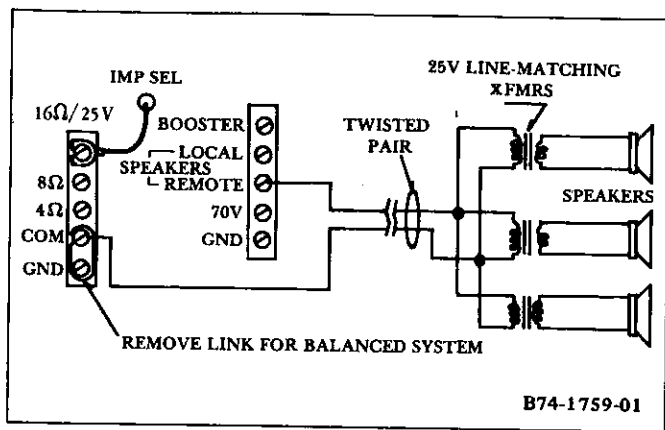 IMP SEL
16Ω/25V
8Ω
4Ω
COM
GND
BOOSTER
LOCAL
SPEAKERS
REMOTE
70V
GND
TWISTED
PAIR
25V LINE-MATCHING
XFMRS
SPEAKERS
REMOVE LINK FOR BALANCED SYSTEM
B74-1759-01